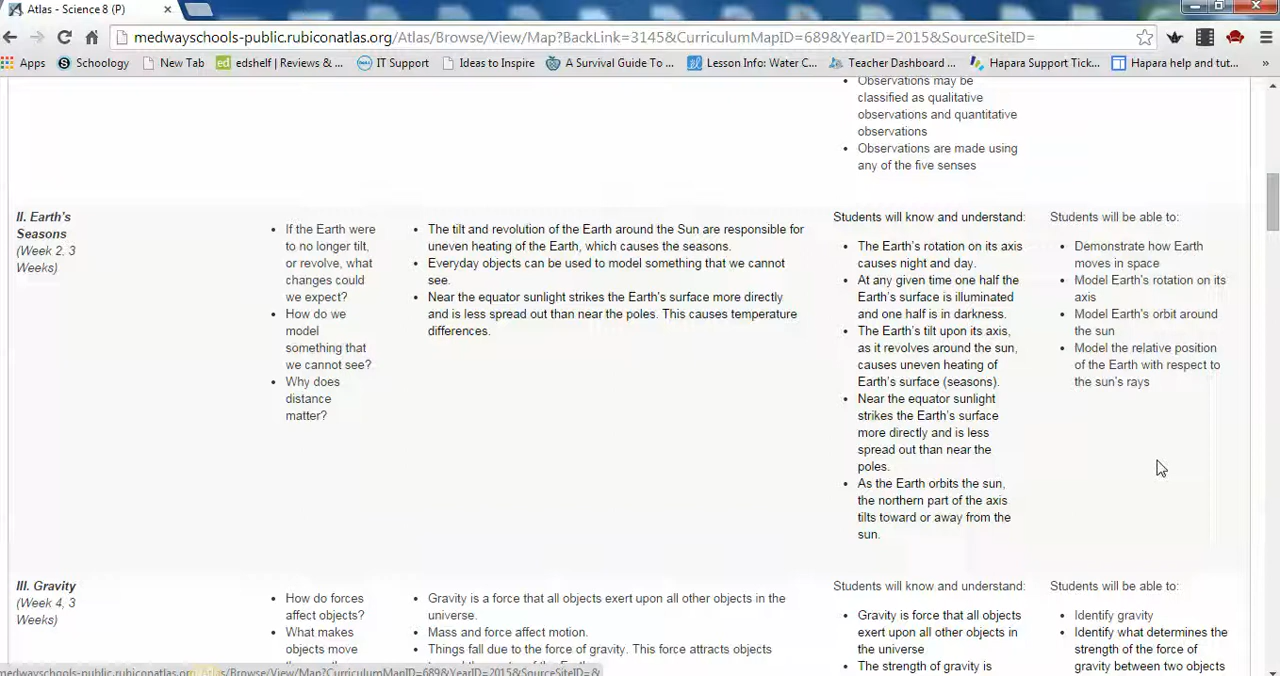 Atlas - Science 8 (P)
medwayschools-public.rubiconatlas.org/Atlas/Browse/View/Map?BackLink=3145&CurriculumMapID=689&YearID=2015&SourceSiteID=
Apps Schoology New Tab edshelf | Reviews & ... IT Support Ideas to Inspire A Survival Guide To ... Lesson Info: Water C... Teacher Dashboard ... Hapara Support Tick... Hapara help and tut... »
Observations may be
classified as qualitative
observations and quantitative
observations
Observations are made using
any of the five senses
II. Earth's
Seasons
(Week 2, 3
Weeks)
If the Earth were
to no longer tilt,
or revolve, what
changes could
we expect?
How do we
model
something that
we cannot see?
Why does
distance
matter?
The tilt and revolution of the Earth around the Sun are responsible for
uneven heating of the Earth, which causes the seasons.
Everyday objects can be used to model something that we cannot
see.
Near the equator sunlight strikes the Earth's surface more directly
and is less spread out than near the poles. This causes temperature
differences.
Students will know and understand:
The Earth's rotation on its axis
causes night and day.
At any given time one half the
Earth's surface is illuminated
and one half is in darkness.
The Earth's tilt upon its axis,
as it revolves around the sun,
causes uneven heating of
Earth's surface (seasons).
Near the equator sunlight
strikes the Earth's surface
more directly and is less
spread out than near the
poles.
As the Earth orbits the sun,
the northern part of the axis
tilts toward or away from the
sun.
Students will be able to:
Demonstrate how Earth
moves in space
Model Earth's rotation on its
axis
Model Earth's orbit around
the sun
Model the relative position
of the Earth with respect to
the sun's rays
III. Gravity
(Week 4, 3
Weeks)
How do forces
affect objects?
What makes
objects move
Gravity is a force that all objects exert upon all other objects in the
universe.
Mass and force affect motion.
Things fall due to the force of gravity. This force attracts objects
Students will know and understand:
Gravity is force that all objects
exert upon all other objects in
the universe
The strength of gravity is
Students will be able to:
Identify gravity
Identify what determines the
strength of the force of
gravity between two objects
medwayschools-public.rubiconatlas.org/Atlas/Browse/View/Map?CurriculumMapID=689&YearID=2015&SourceSiteID=&